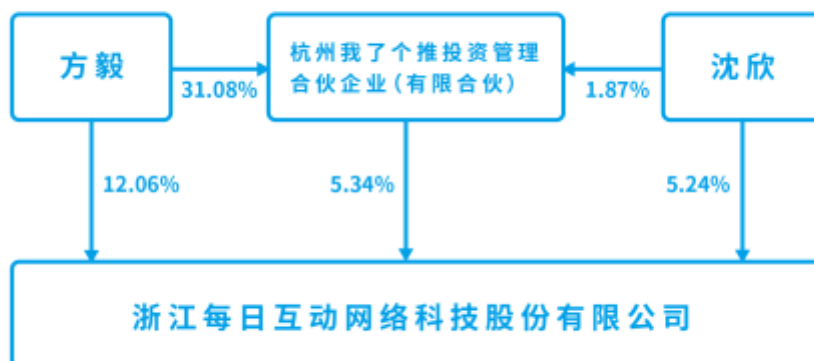 方毅
杭州我了个推投资管理
合伙企业(有限合伙)
沈欣
31.08%
1.87%
12.06%
5.34%
5.24%
浙江每日互动网络科技股份有限公司